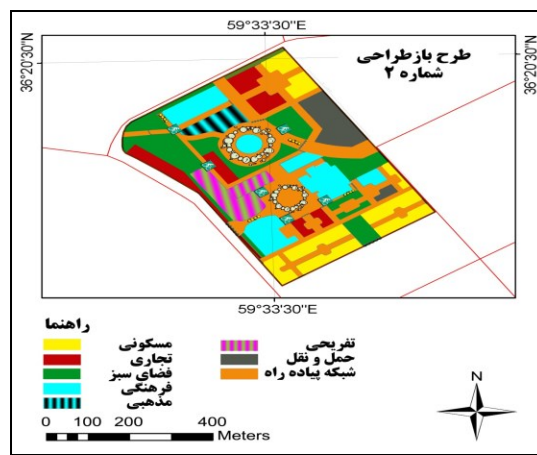 59°33'30"E
36°20'30"N
36°20'30"N
طرح بازطراحی
شماره ۲
59°33'30"E
راهنما
مسکونی
تجاری
فضای سبز
فرهنگی
مذهبی
تفریحی
حمل و نقل
شبکه پیاده راه
0 100 200 400
Meters
N